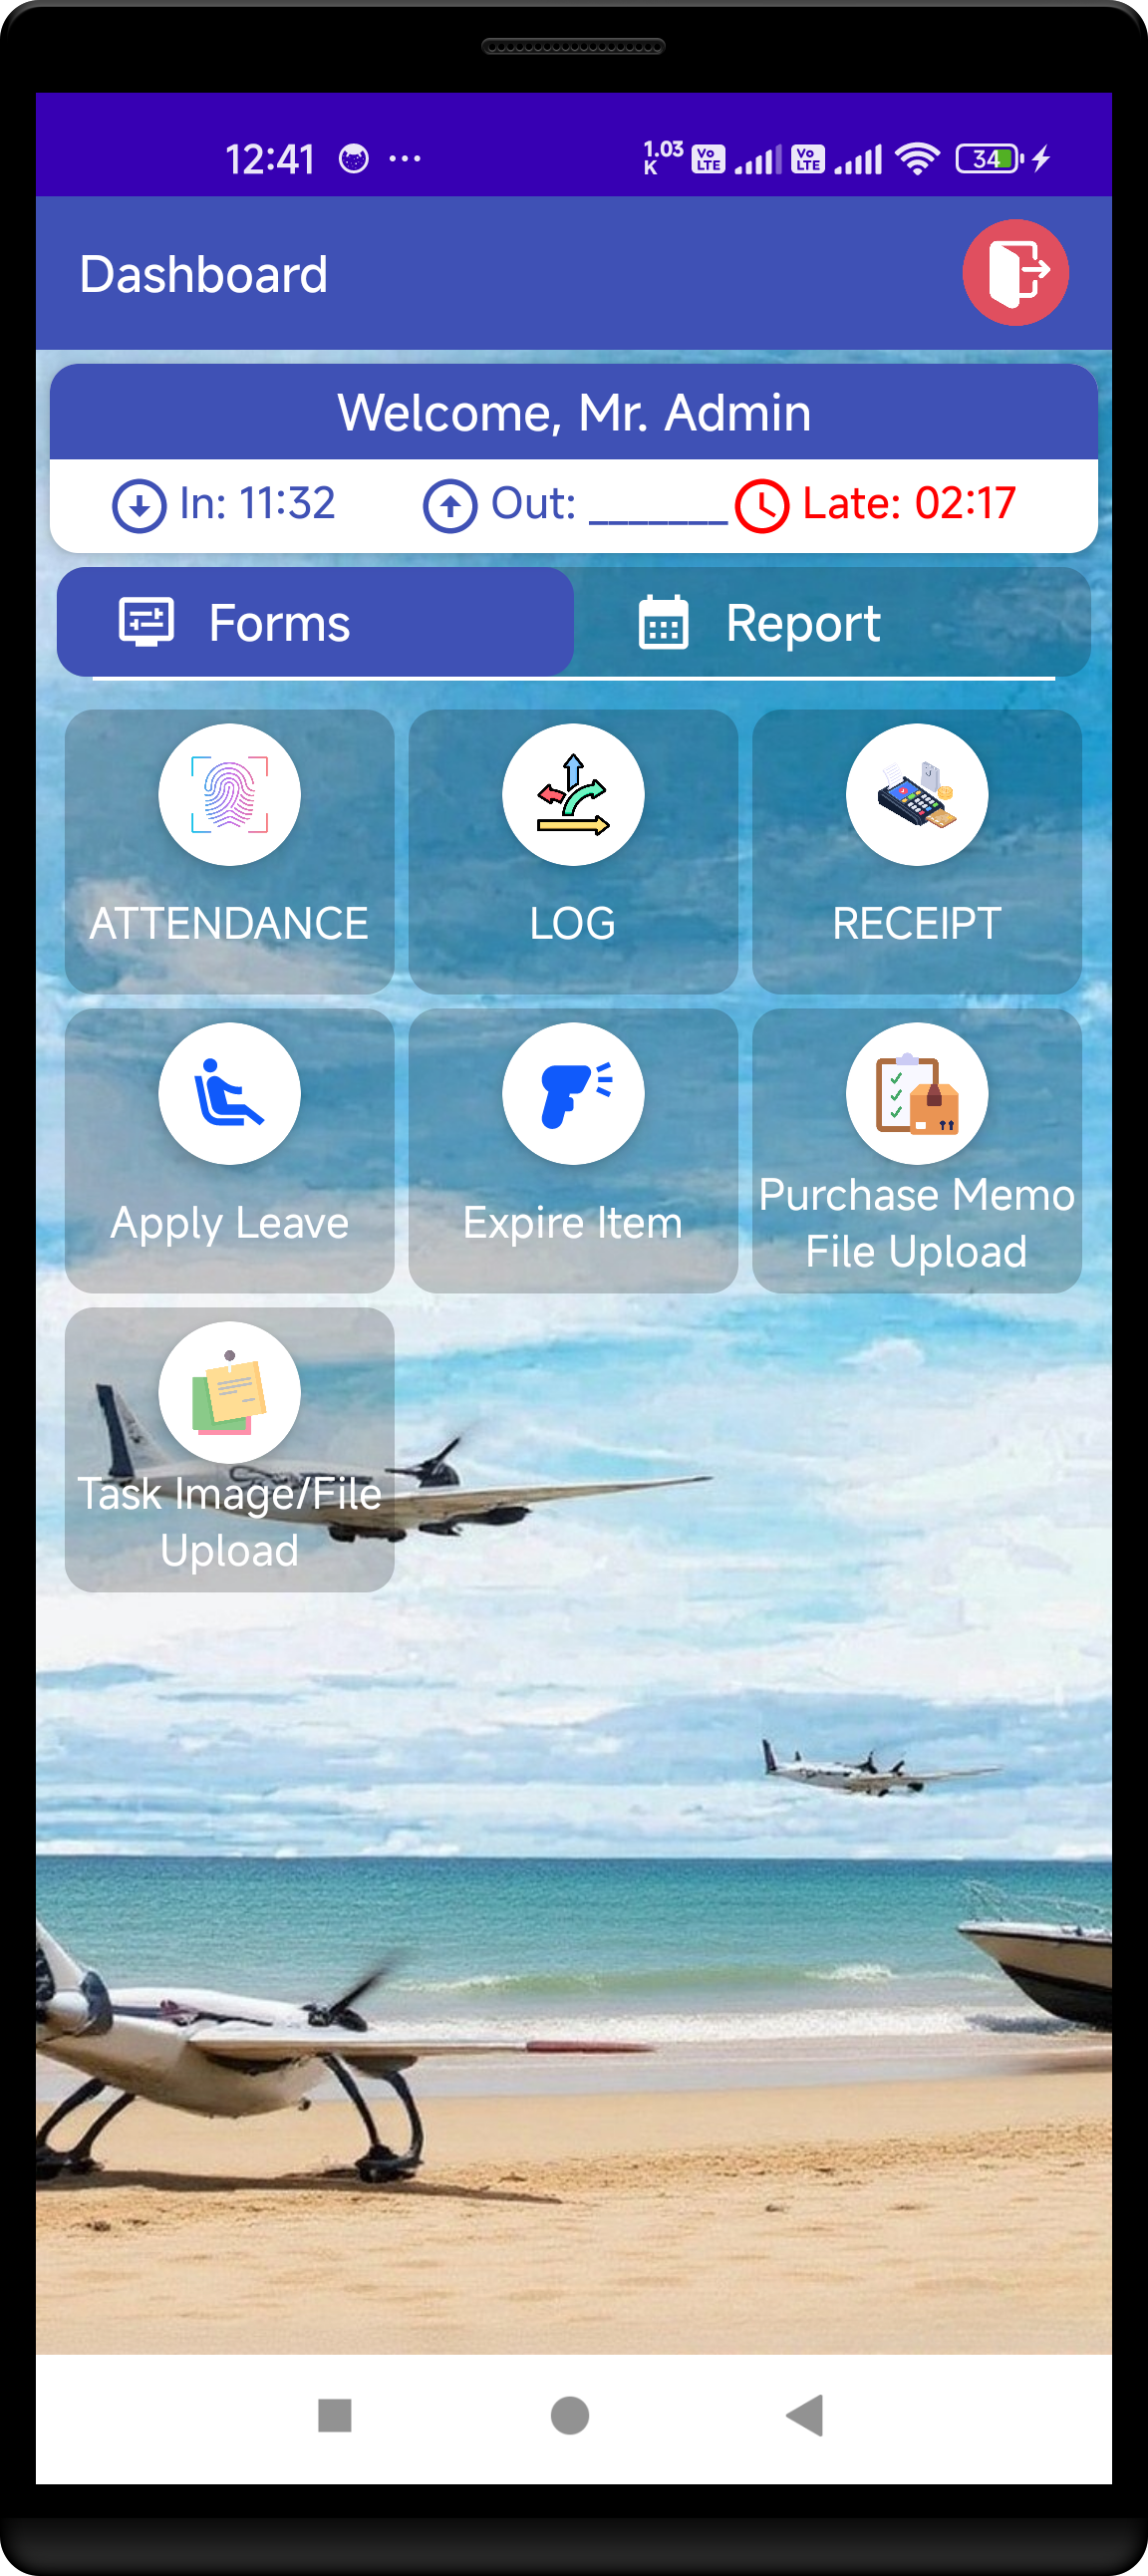 12:41 ... 1.03 K Vo LTE Vo LTE 34
Dashboard
Welcome, Mr. Admin
In: 11:32 Out: _______ Late: 02:17
Forms Report
ATTENDANCE LOG RECEIPT
Apply Leave Expire Item Purchase Memo File Upload
Task Image/File
Upload